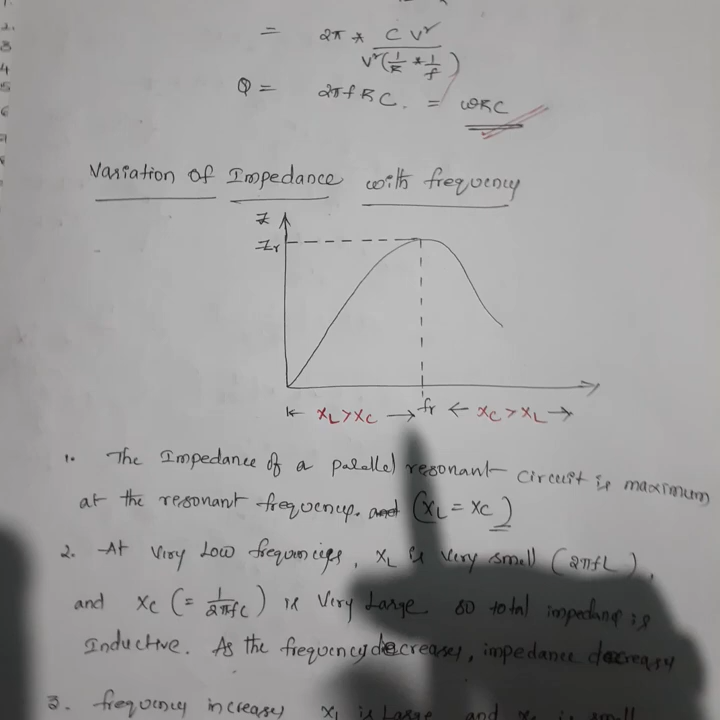 = 2π * C V²
V²(1/R * 1/f)
Q = 2πfRC. = ωRC
Variation of Impedance with frequency
Z
Zr
XL>XC fr XC>XL
1. The Impedance of a parallel resonant circuit is maximum
at the resonant frequency. and (XL = XC)
2. At Very Low frequencies, XL is very small (2πfL),
and XC (= 1/2πfC) is Very Large so total impedance is
Inductive. As the frequency decreases, impedance decreases
3. frequency increases XL is Large and